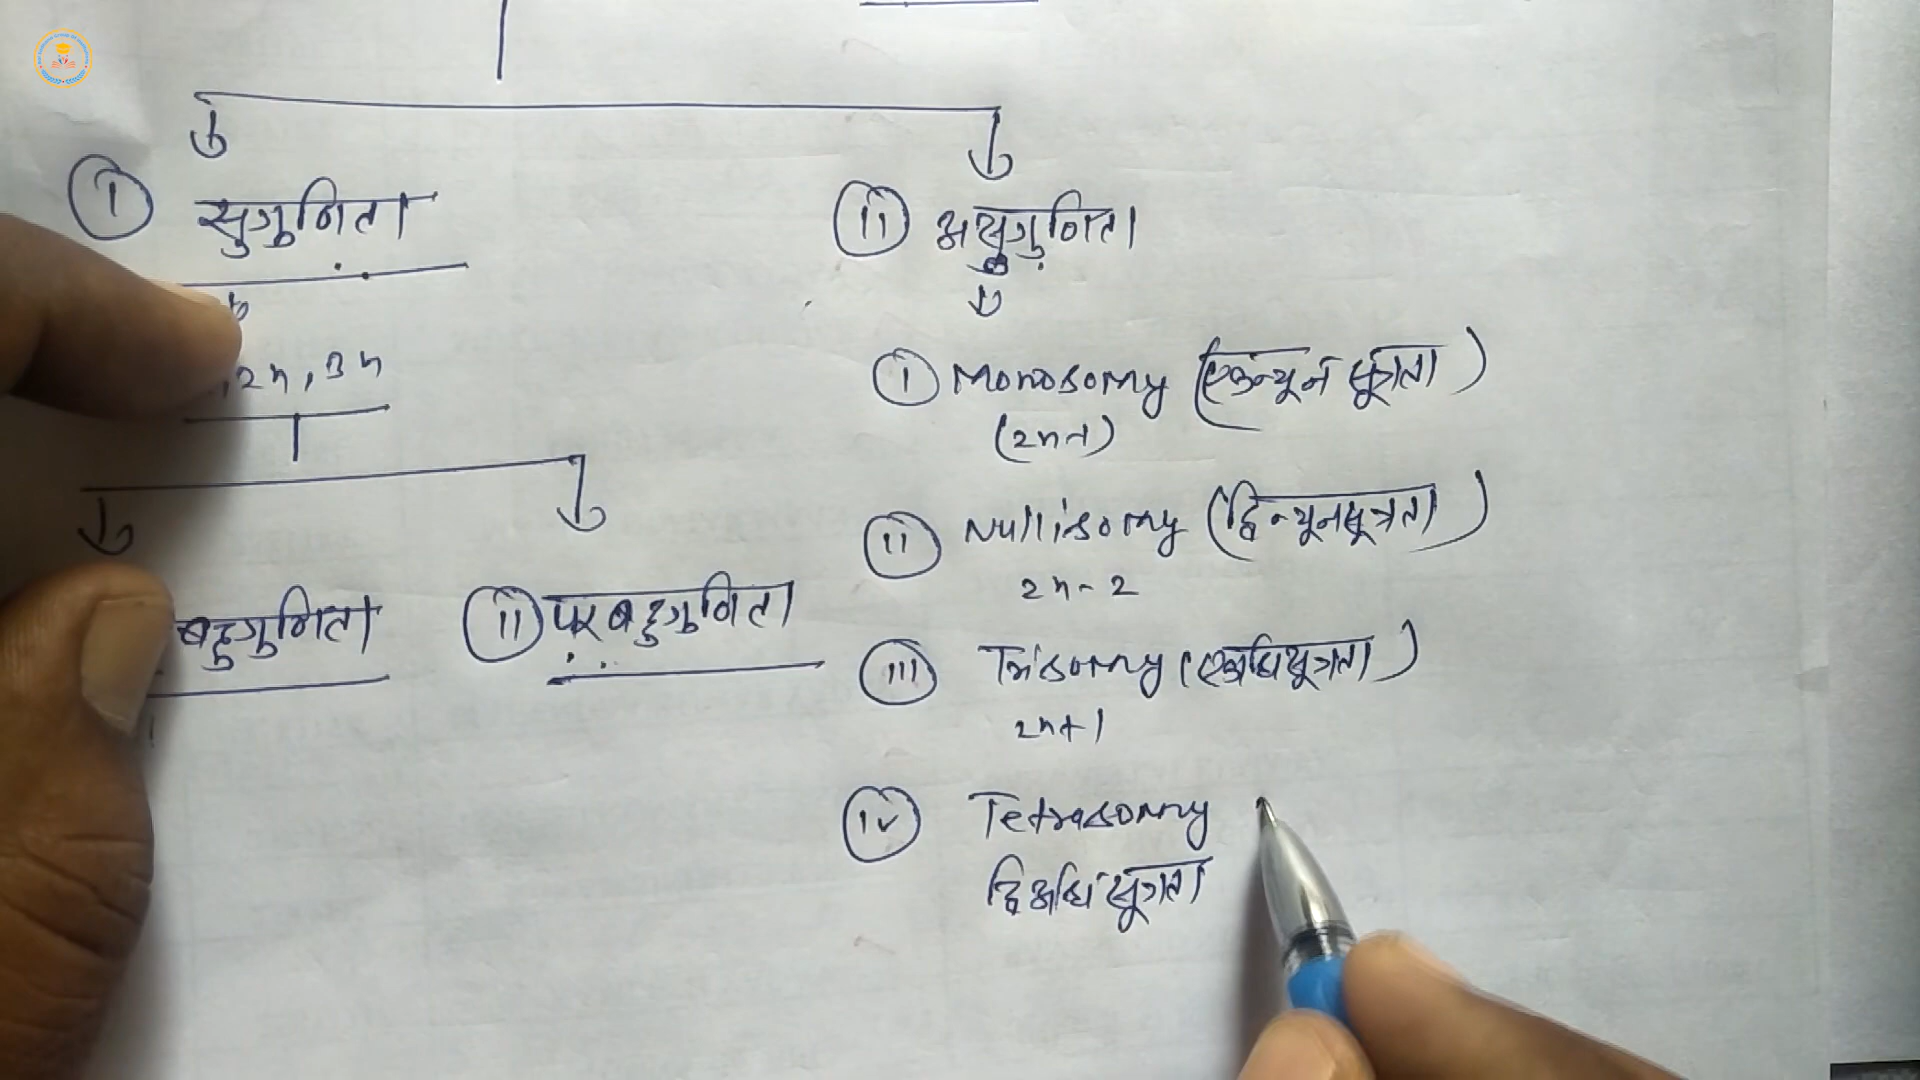 I सुगुनिता
2n, 3n
बहुगुनिता
II परबहुगुनिता
II असुगुनिता
I Monosomy (एकन्यून सूत्रता)
(2n-1)
II Nullisomy (द्विन्यूनसूत्रता)
2n-2
III Trisomy (एकअधिसूत्रता)
2n+1
IV Tetrasomy
द्विअधिसूत्रता